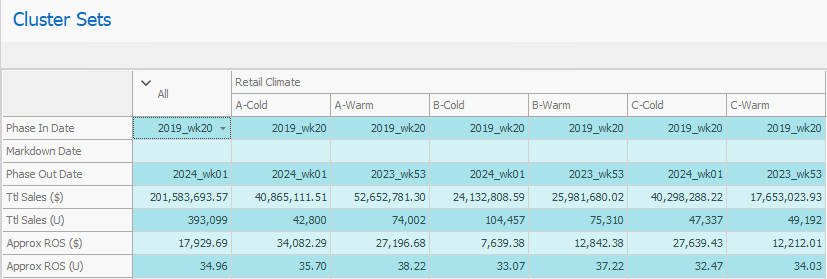 Cluster Sets
All Retail Climate
A-Cold A-Warm B-Cold B-Warm C-Cold C-Warm
Phase In Date 2019_wk20 2019_wk20 2019_wk20 2019_wk20 2019_wk20 2019_wk20 2019_wk20
Markdown Date
Phase Out Date 2024_wk01 2024_wk01 2023_wk53 2024_wk01 2023_wk53 2024_wk01 2023_wk53
Ttl Sales ($) 201,583,693.57 40,865,111.51 52,652,781.30 24,132,808.59 25,981,680.02 40,298,288.22 17,653,023.93
Ttl Sales (U) 393,099 42,800 74,002 104,457 75,310 47,337 49,192
Approx ROS ($) 17,929.69 34,082.29 27,196.68 7,639.38 12,842.38 27,639.43 12,212.01
Approx ROS (U) 34.96 35.70 38.22 33.07 37.22 32.47 34.03